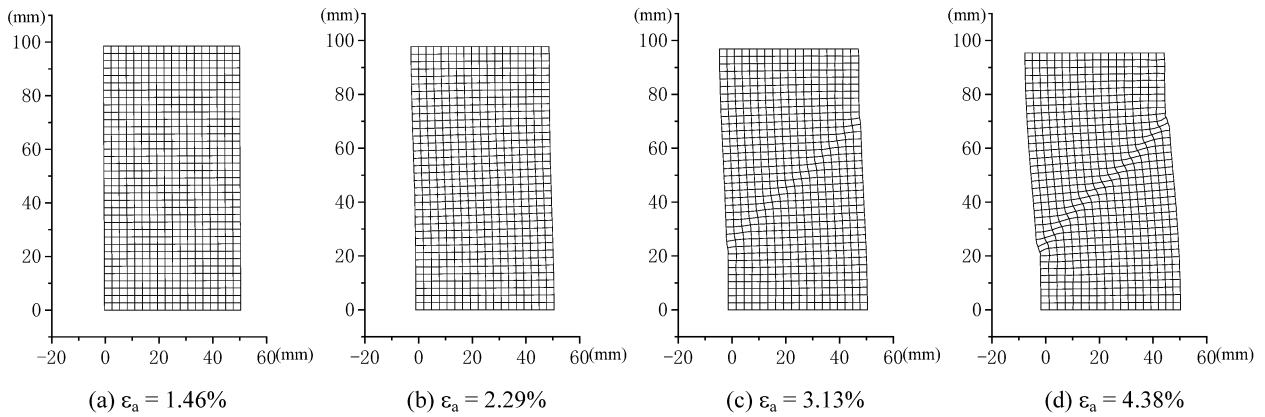 (mm) (mm) (mm) (mm)
100 100 100 100
80 80 80 80
60 60 60 60
40 40 40 40
20 20 20 20
0 0 0 0
-20 0 20 40 60 (mm) -20 0 20 40 60 (mm) -20 0 20 40 60 (mm) -20 0 20 40 60 (mm)
(a) εa = 1.46% (b) εa = 2.29% (c) εa = 3.13% (d) εa = 4.38%